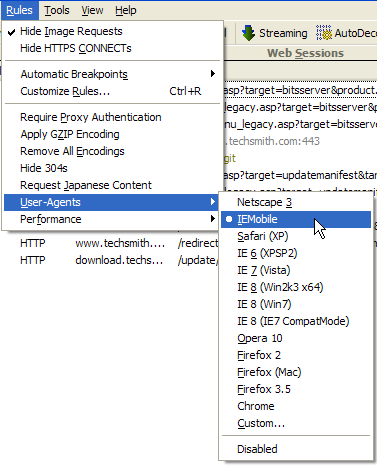 Rules Tools View Help
Hide Image Requests
Streaming AutoDeco
Hide HTTPS CONNECTs
Web Sessions
Automatic Breakpoints
Customize Rules... Ctrl+R
Require Proxy Authentication
Apply GZIP Encoding
Remove All Encodings
Hide 304s
Request Japanese Content
User-Agents
Performance
asp?target=bitsserver&product.
legacy.asp?target=bitsserver&p
nu_legacy.asp?target=bitsserve
.techsmith.com:443
git
asp?target=updatemanifest&tar
HTTP www.techsmith.... /redirect
HTTP download.techs... /update/
Netscape 3
IEMobile
Safari (XP)
IE 6 (XPSP2)
IE 7 (Vista)
IE 8 (Win2k3 x64)
IE 8 (Win7)
IE 8 (IE7 CompatMode)
Opera 10
Firefox 2
Firefox (Mac)
Firefox 3.5
Chrome
Custom...
Disabled